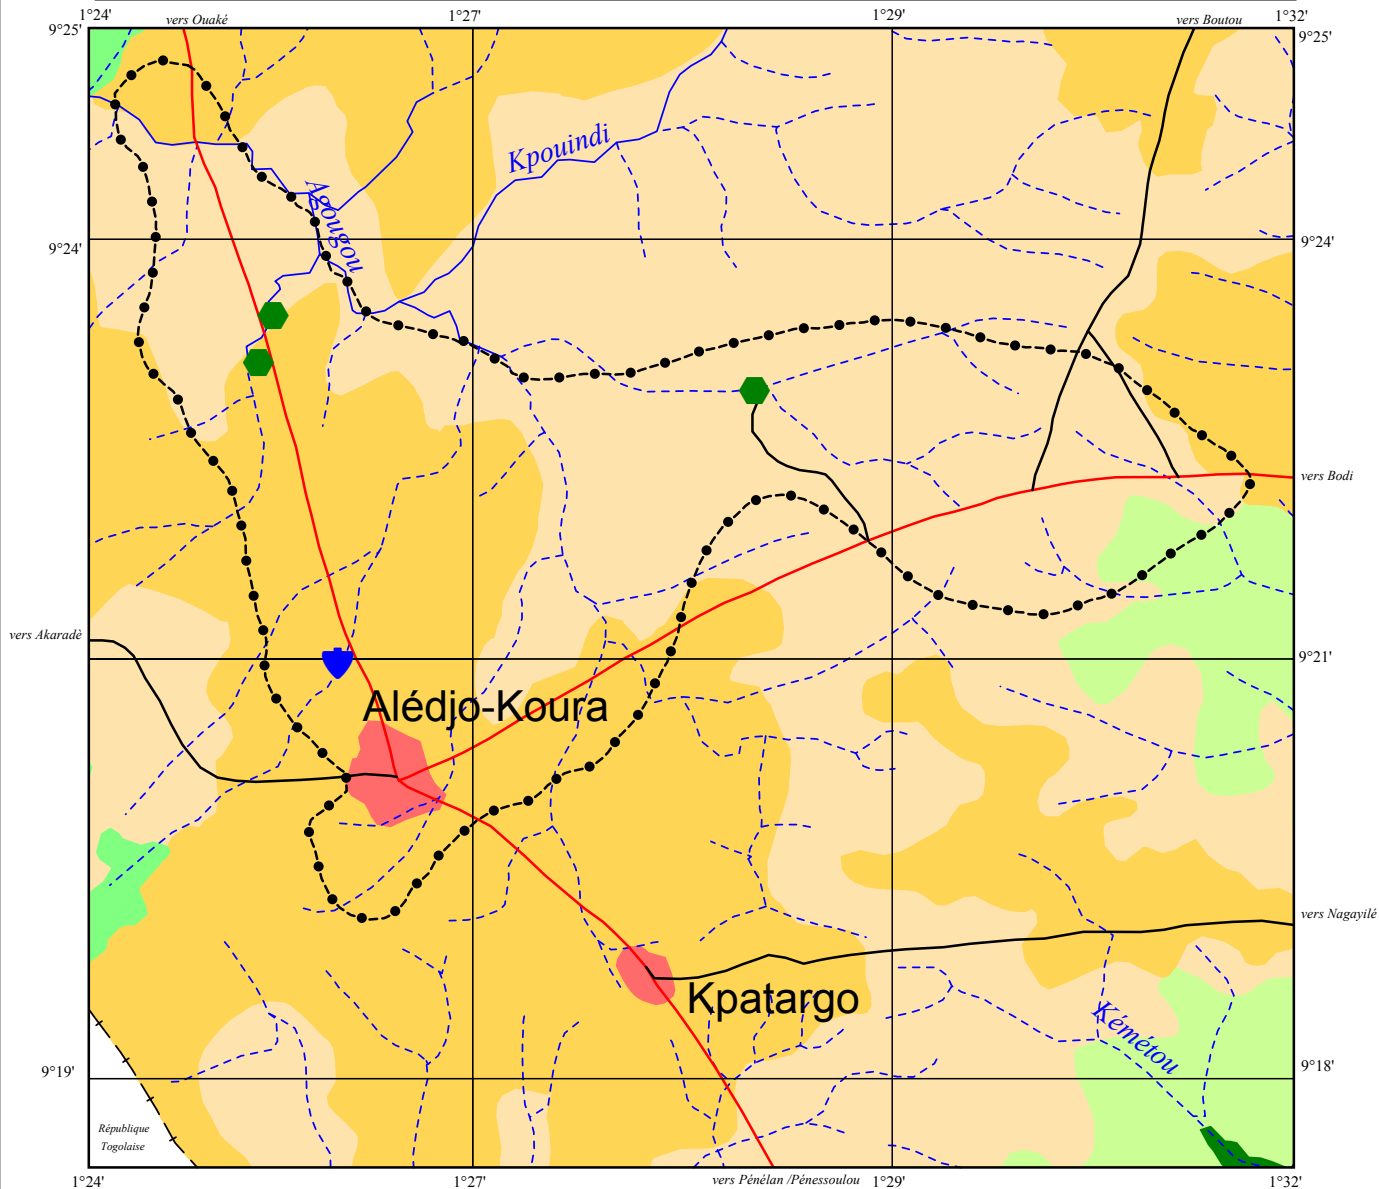 1°24'
vers Ouaké
1°27'
1°29'
vers Boutou
1°32'
9°25'
9°25'
Kpouindi
Agougou
9°24'
9°24'
vers Bodi
vers Akaradè
9°21'
Alédjo-Koura
vers Nagayilé
Kpatargo
Kémétou
9°19'
9°18'
République
Togolaise
1°24'
1°27'
vers Pénélan /Pénessoulou
1°29'
1°32'